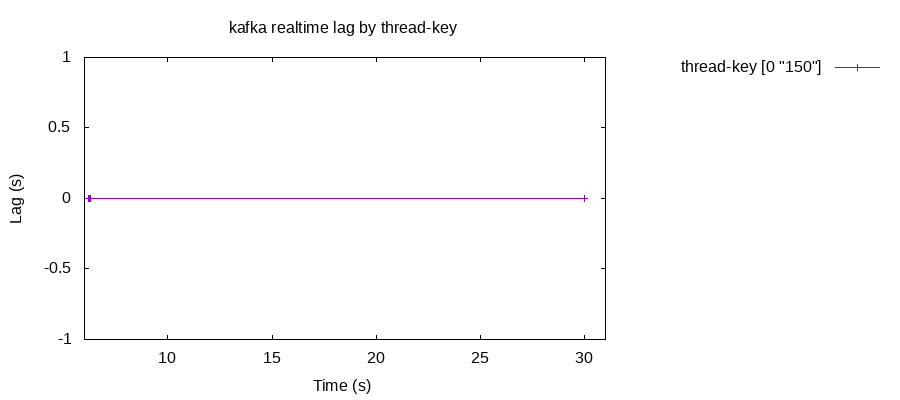 kafka realtime lag by thread-key
thread-key [0 "150"]
1
0.5
0
-0.5
-1
Lag (s)
10 15 20 25 30
Time (s)